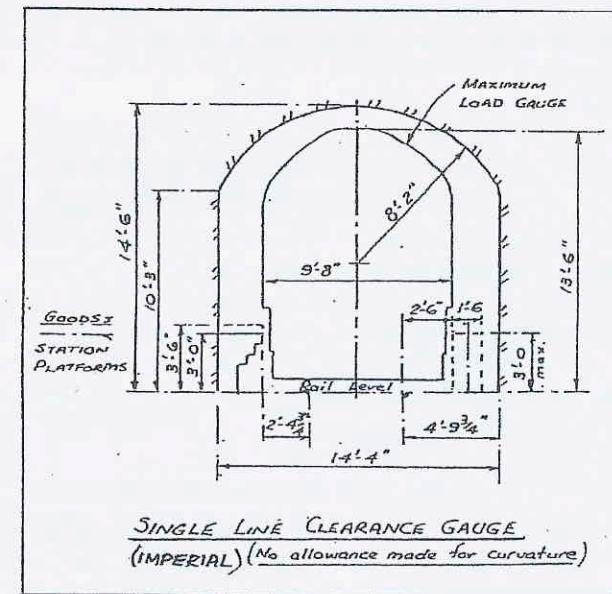 MAXIMUM
LOAD GAUGE
14'-6"
10'-3"
8'-2"
13'-6"
9'-8"
2'-6" 1'-6
GOODS &
STATION
PLATFORMS
3'-6"
3'-0"
3'-0
max.
Rail Level
2'-4¾"
4'-9¾"
14'-4"
SINGLE LINE CLEARANCE GAUGE
(IMPERIAL) (No allowance made for curvature)